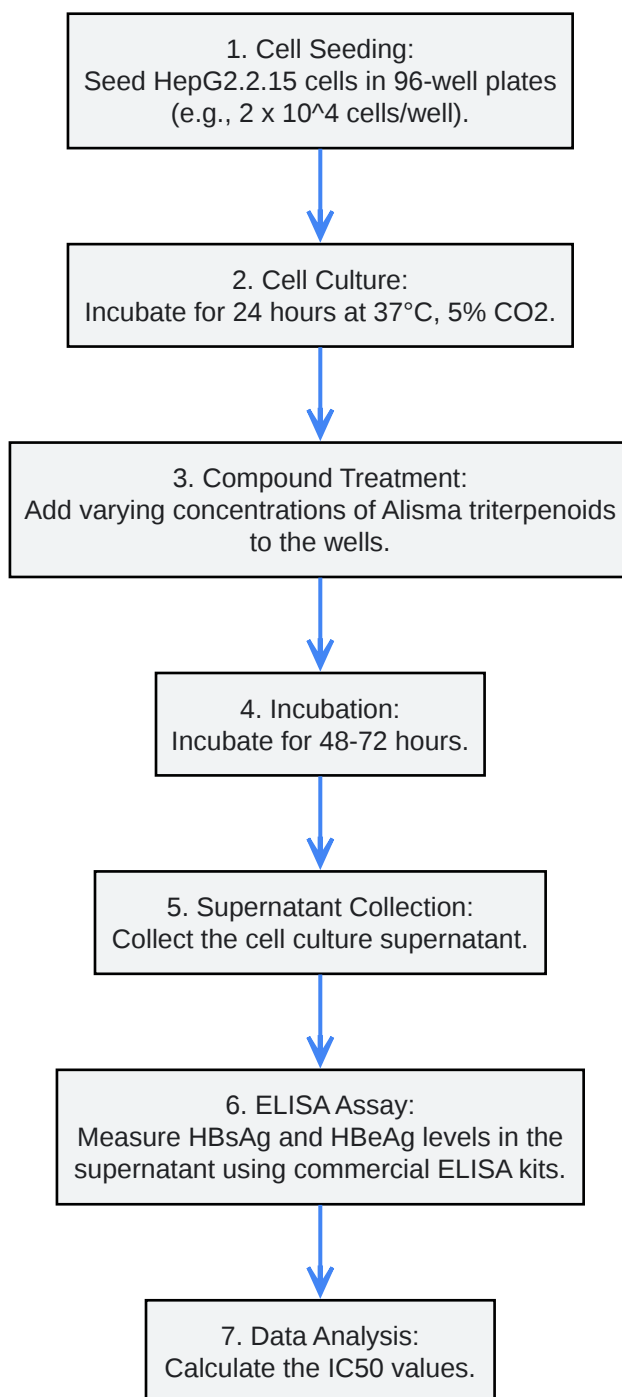 1. Cell Seeding:
Seed HepG2.2.15 cells in 96-well plates
(e.g., 2 x 10^4 cells/well).
2. Cell Culture:
Incubate for 24 hours at 37°C, 5% CO2.
3. Compound Treatment:
Add varying concentrations of Alisma triterpenoids
to the wells.
4. Incubation:
Incubate for 48-72 hours.
5. Supernatant Collection:
Collect the cell culture supernatant.
6. ELISA Assay:
Measure HBsAg and HBeAg levels in the
supernatant using commercial ELISA kits.
7. Data Analysis:
Calculate the IC50 values.